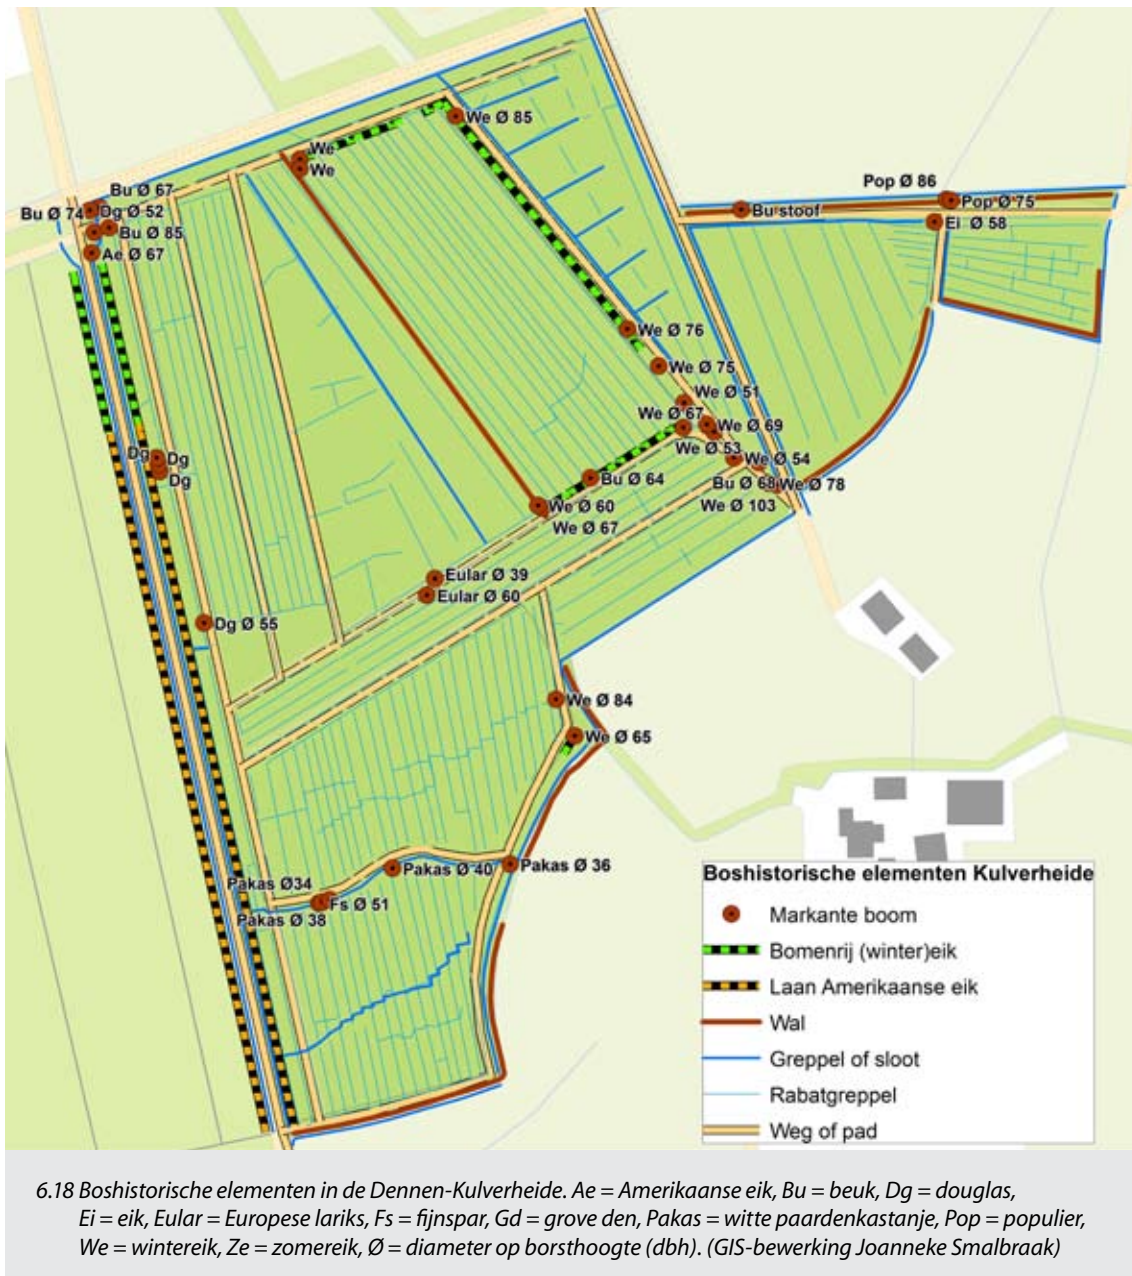 We Ø 85
We
We
Bu Ø 67
Bu Ø 74
Dg Ø 52
Bu Ø 85
Ae Ø 67
Pop Ø 86
Pop Ø 75
Bu stoof
Ei Ø 58
We Ø 76
We Ø 75
We Ø 51
We Ø 67
We Ø 69
We Ø 53
We Ø 54
Dg
Dg
Dg
Bu Ø 64
Bu Ø 68
We Ø 78
We Ø 103
We Ø 60
We Ø 67
Eular Ø 39
Eular Ø 60
Dg Ø 55
We Ø 84
We Ø 65
Pakas Ø 40
Pakas Ø 36
Pakas Ø34
Fs Ø 51
Pakas Ø 38
Boshistorische elementen Kulverheide
Markante boom
Bomenrij (winter)eik
Laan Amerikaanse eik
Wal
Greppel of sloot
Rabatgreppel
Weg of pad
6.18 Boshistorische elementen in de Dennen-Kulverheide. Ae = Amerikaanse eik, Bu = beuk, Dg = douglas,
Ei = eik, Eular = Europese lariks, Fs = fijnspar, Gd = grove den, Pakas = witte paardenkastanje, Pop = populier,
We = wintereik, Ze = zomereik, Ø = diameter op borsthoogte (dbh). (GIS-bewerking Joanneke Smalbraak)